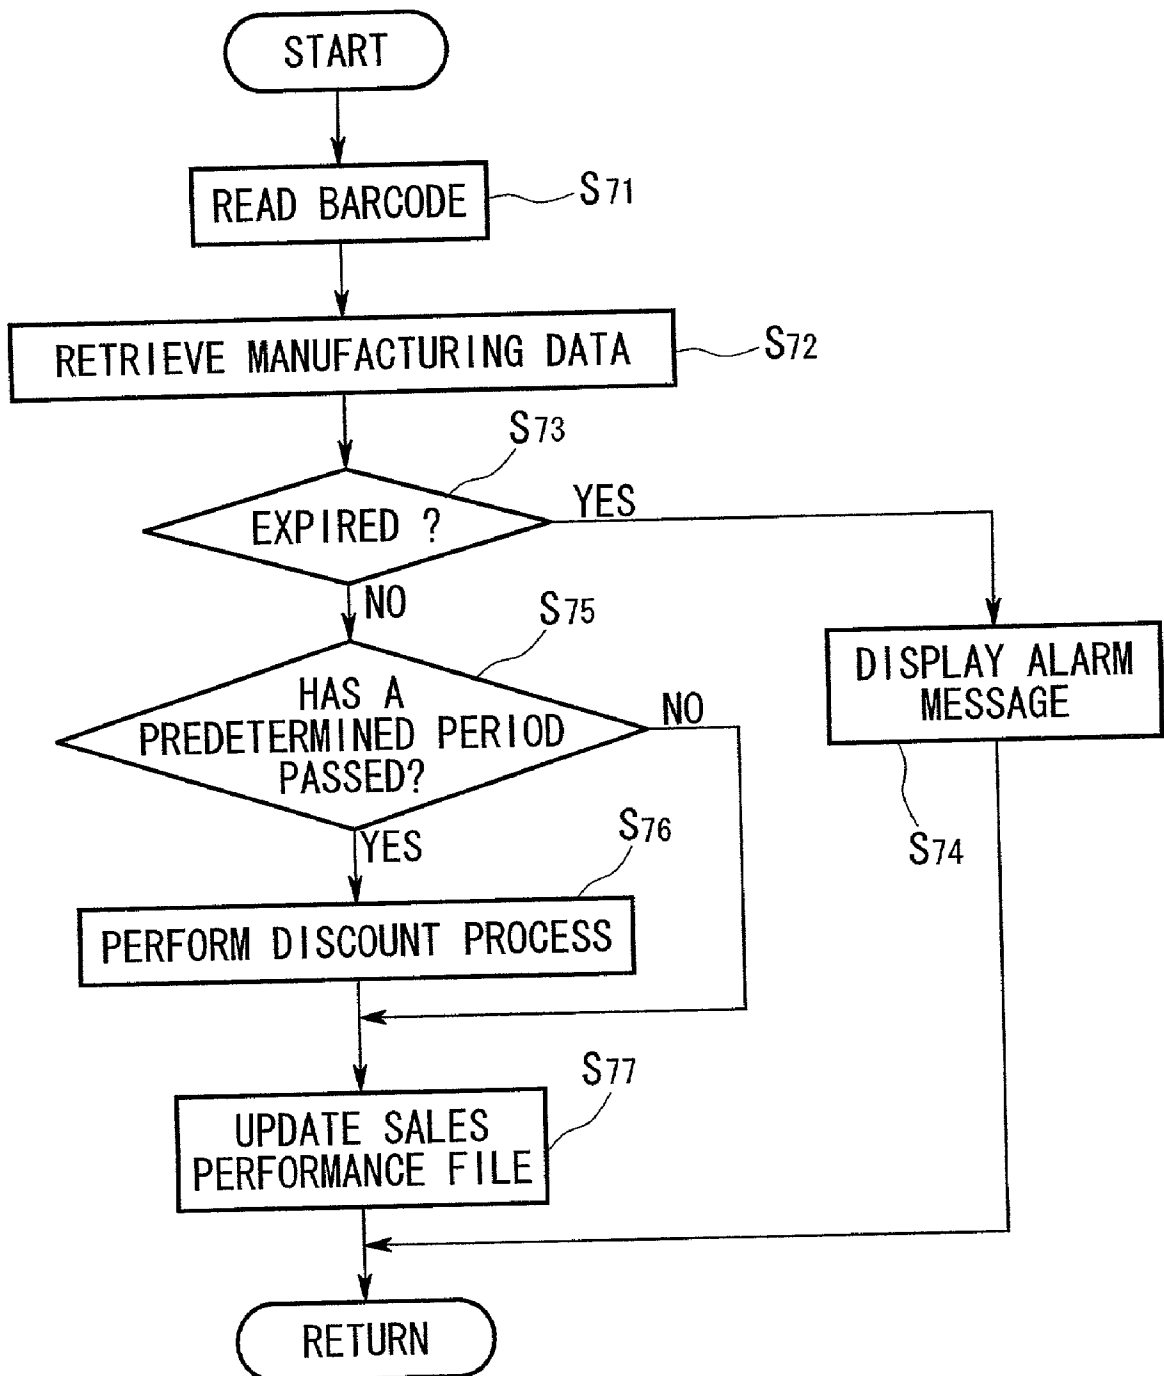 START
READ BARCODE
S71
RETRIEVE MANUFACTURING DATA
S72
S73
EXPIRED ?
YES
NO
S75
HAS A
PREDETERMINED PERIOD
PASSED?
NO
DISPLAY ALARM
MESSAGE
S74
YES
S76
PERFORM DISCOUNT PROCESS
S77
UPDATE SALES
PERFORMANCE FILE
RETURN